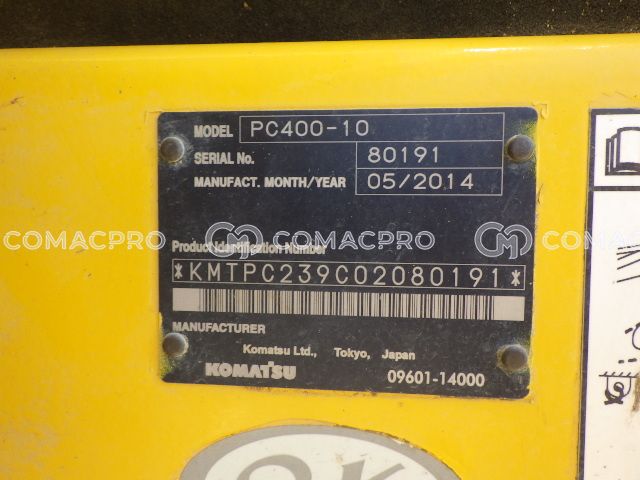 MODEL PC400-10
SERIAL No. 80191
MANUFACT. MONTH/YEAR 05/2014
COMACPRO COMACPRO COMACPRO
Product Identification Number
*KMTPC239C02080191*
MANUFACTURER
Komatsu Ltd., Tokyo, Japan
KOMATSU 09601-14000